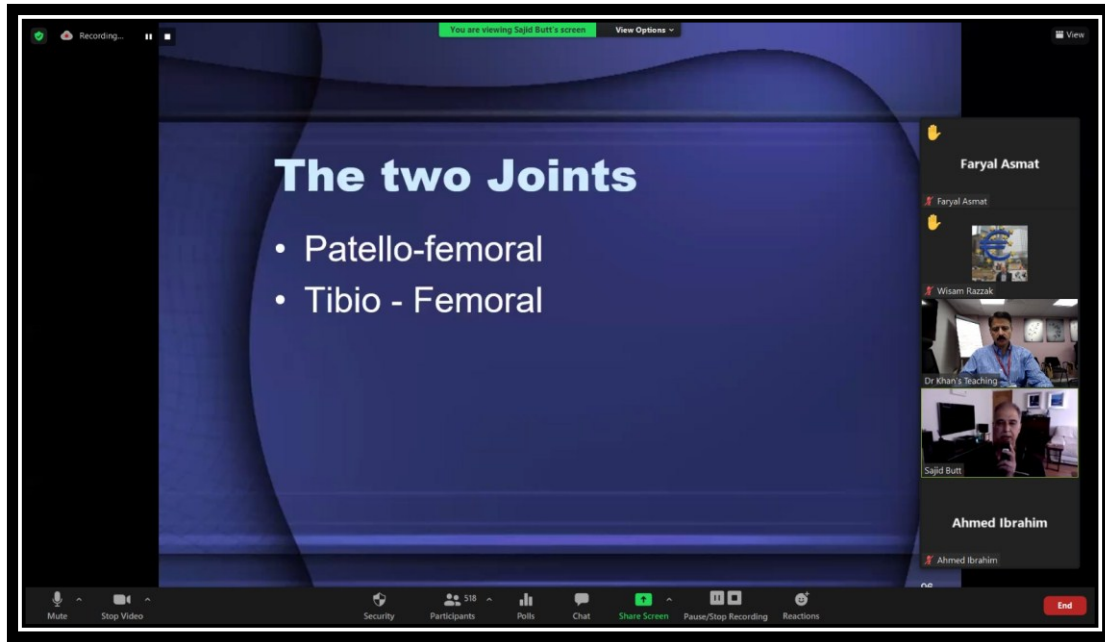 Recording...
You are viewing Sajid Butt's screen View Options
View
The two Joints
• Patello-femoral
• Tibio - Femoral
Faryal Asmat
Faryal Asmat
Wisam Razzak
Dr Khan's Teaching
Sajid Butt
Ahmed Ibrahim
Ahmed Ibrahim
Mute Stop Video Security Participants 518 Polls Chat Share Screen Pause/Stop Recording Reactions End